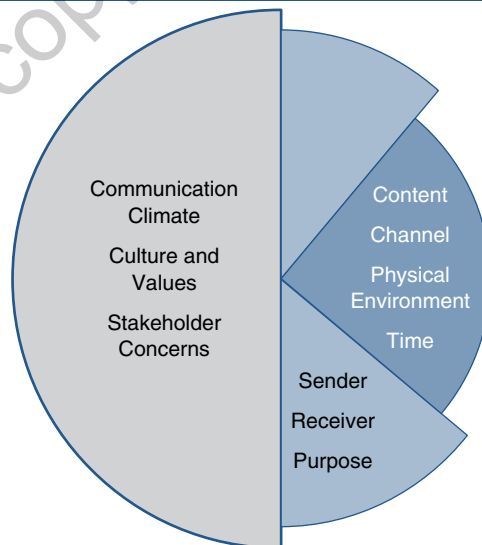 Communication
Climate
Culture and
Values
Stakeholder
Concerns
Content
Channel
Physical
Environment
Time
Sender
Receiver
Purpose